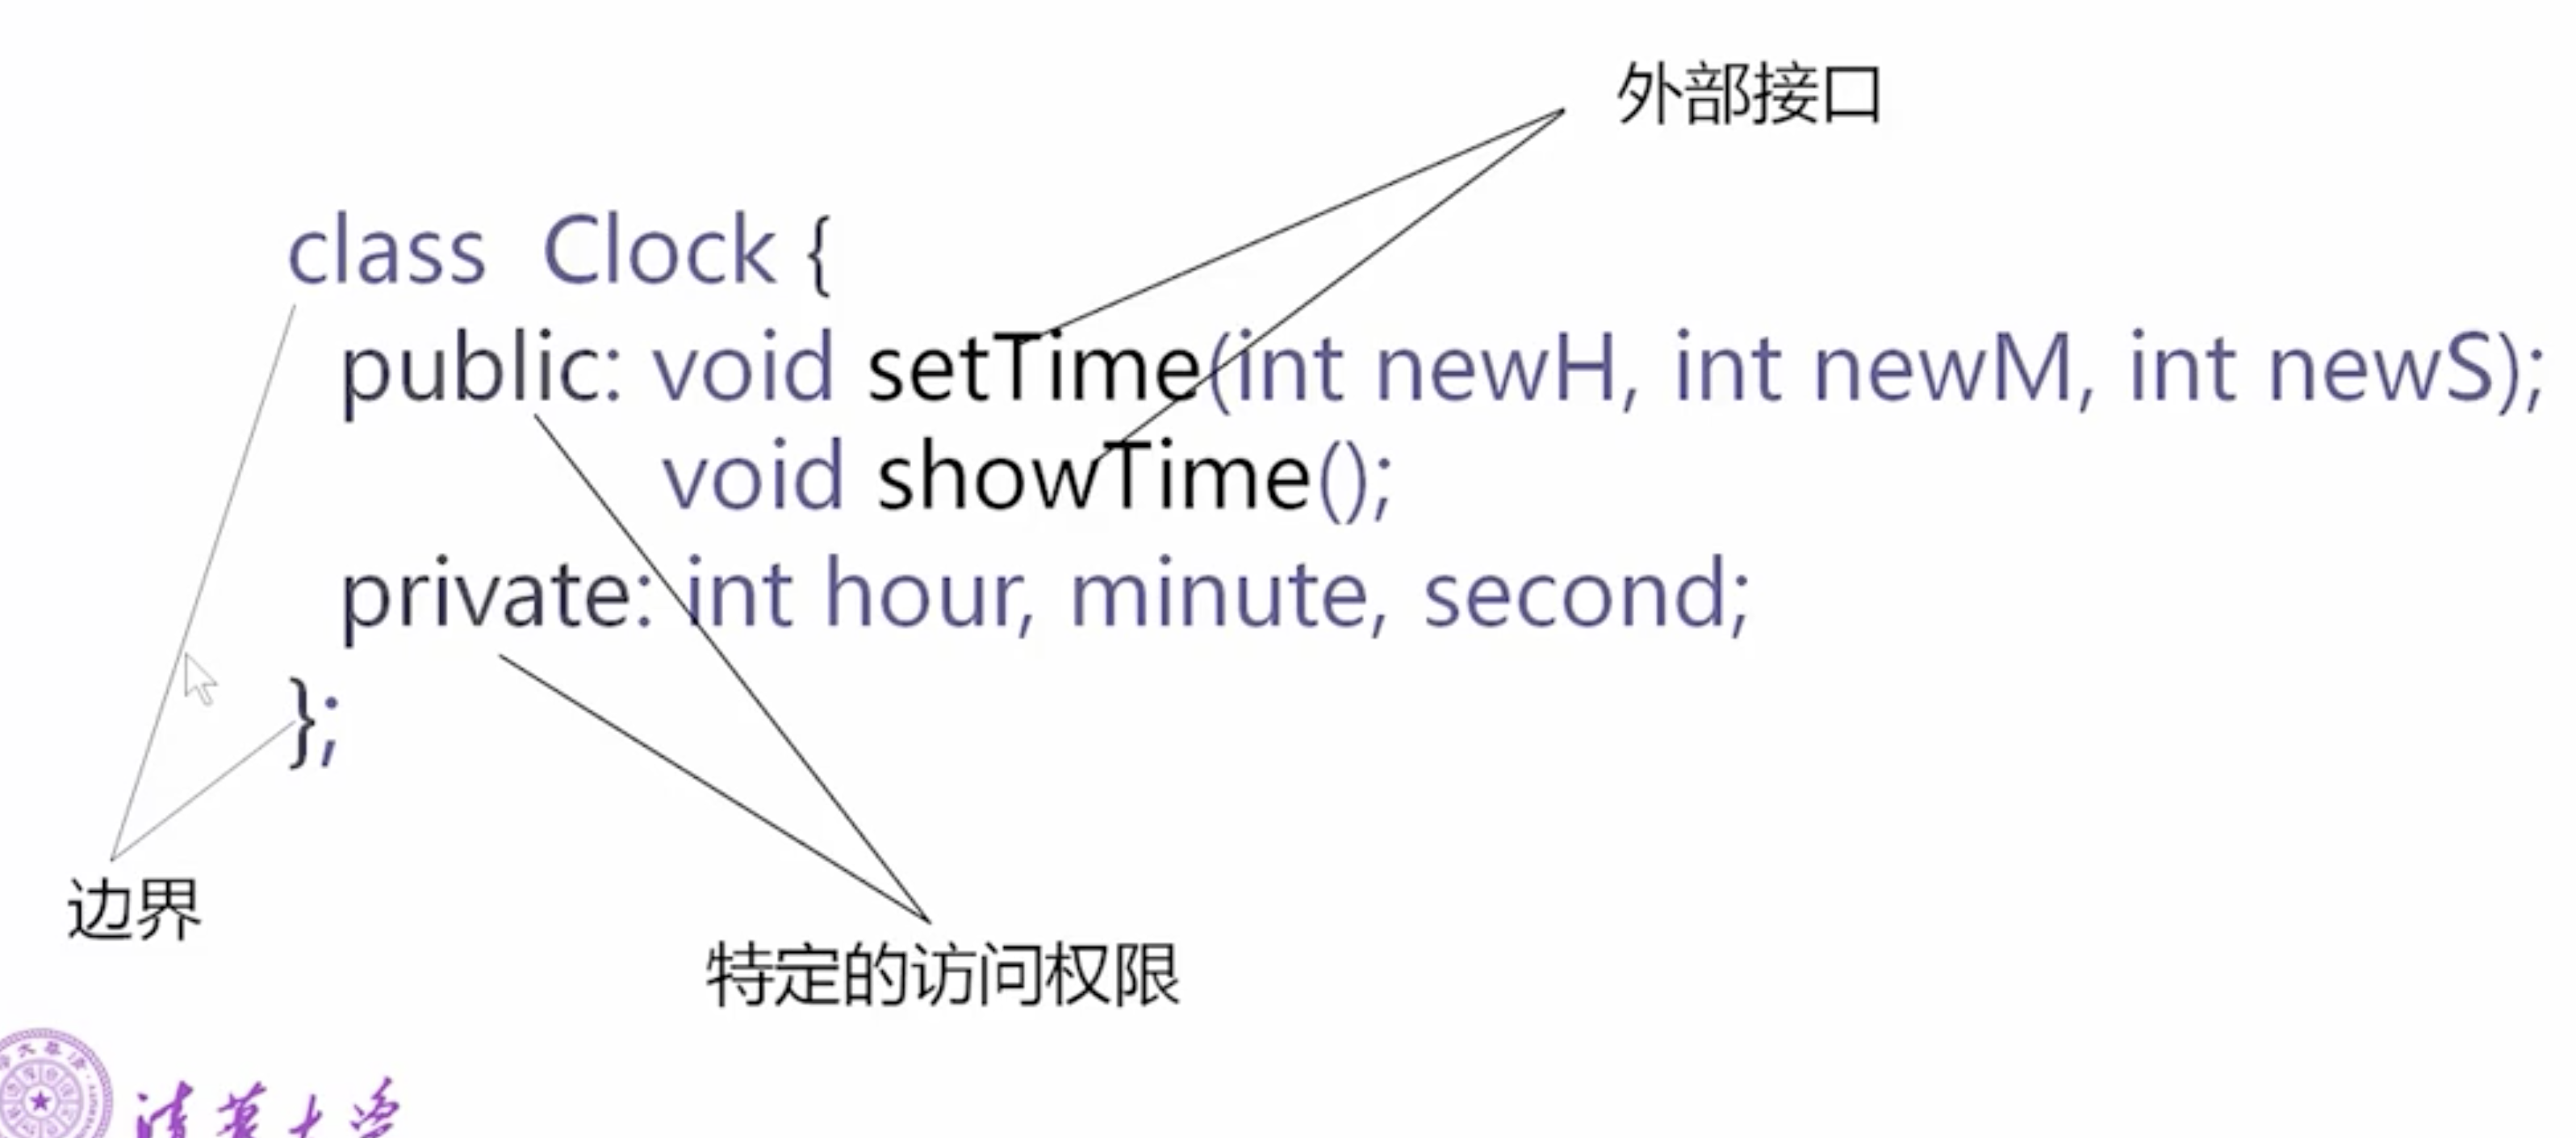 外部接口
class Clock {
public: void setTime(int newH, int newM, int newS);
void showTime();
private: int hour, minute, second;
};
边界
特定的访问权限
清华大学